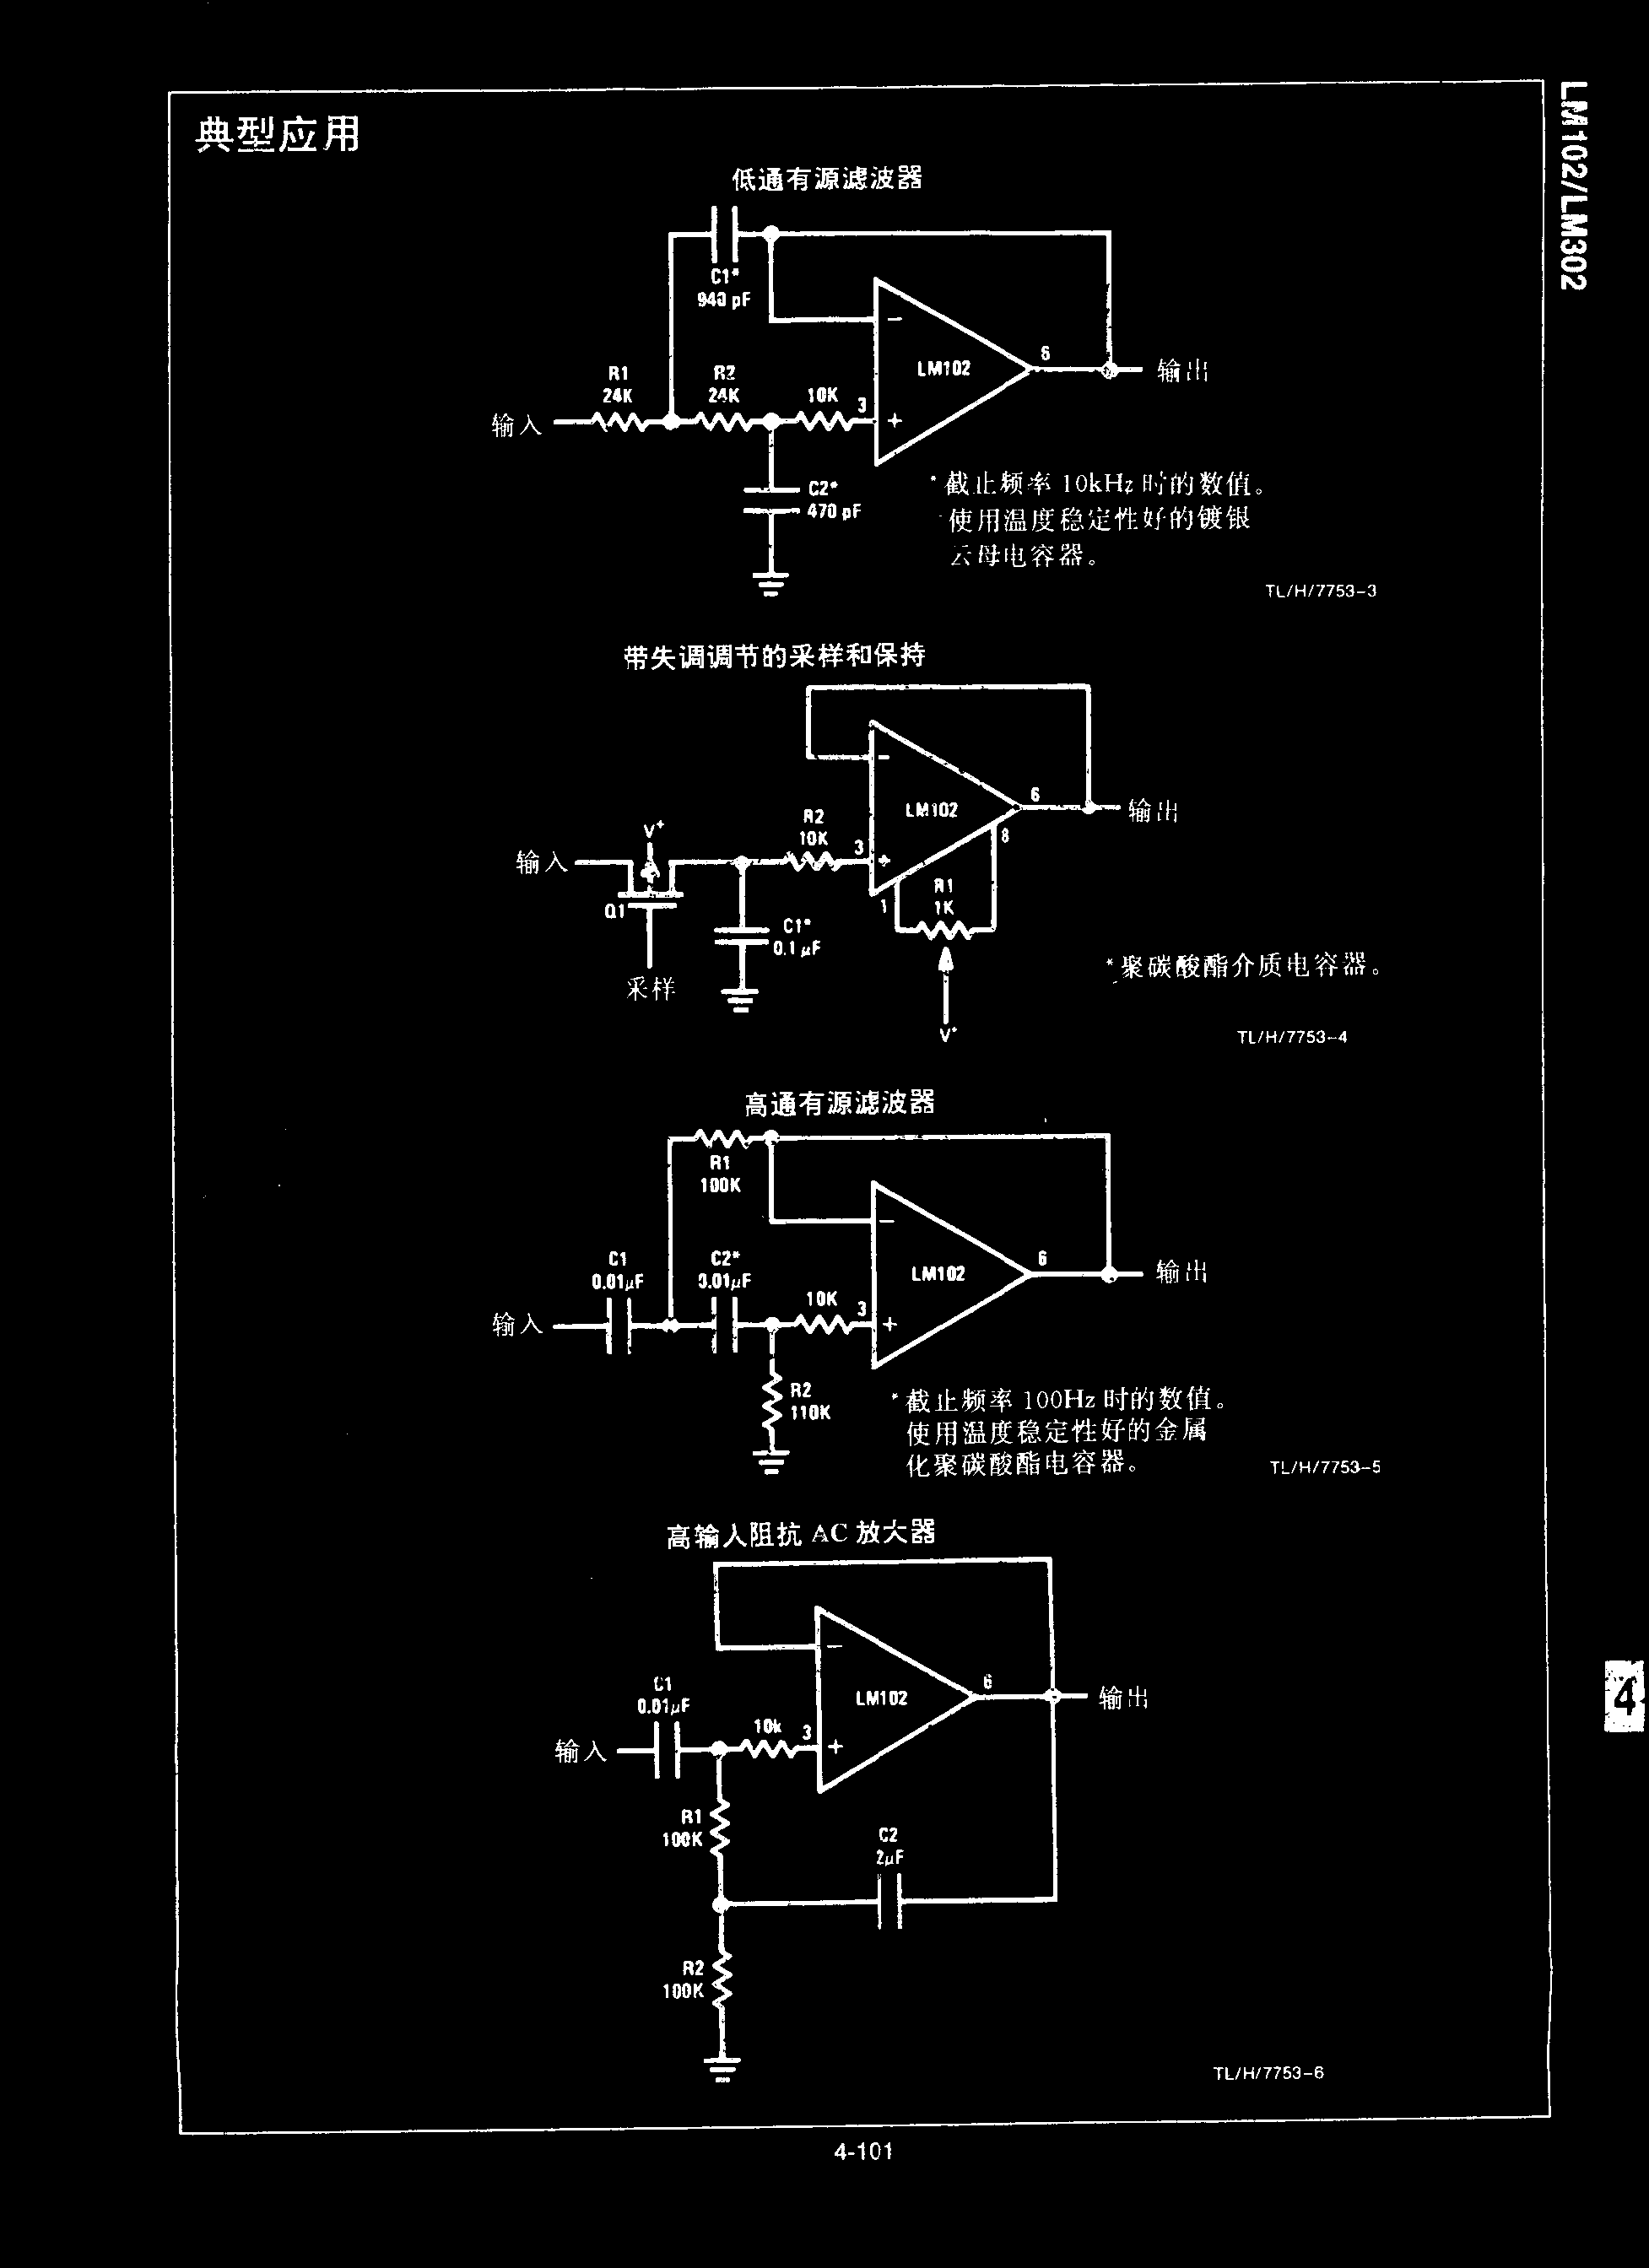 LM102/LM302
典型应用
低通有源滤波器
C1*
940 pF
LM102
6
输出
R1
24K
R2
24K
10K
3
输入
C2*
470 pF
*截止频率 10kHz 时的数值。
使用温度稳定性好的镀银
云母电容器。
TL/H/7753-3
带失调调节的采样和保持
LM102
6
输出
8
R2
10K
3
V+
输入
Q1
R1
1K
1
C1*
0.1 μF
采样
V+
*聚碳酸酯介质电容器。
TL/H/7753-4
高通有源滤波器
R1
100K
LM102
6
输出
C1
0.01μF
C2*
0.01μF
10K
3
输入
R2
110K
*截止频率 100Hz 时的数值。
使用温度稳定性好的金属
化聚碳酸酯电容器。
TL/H/7753-5
高输入阻抗 AC 放大器
LM102
6
输出
C1
0.01μF
10k
3
输入
R1
100K
C2
2μF
R2
100K
TL/H/7753-6
4
4-101